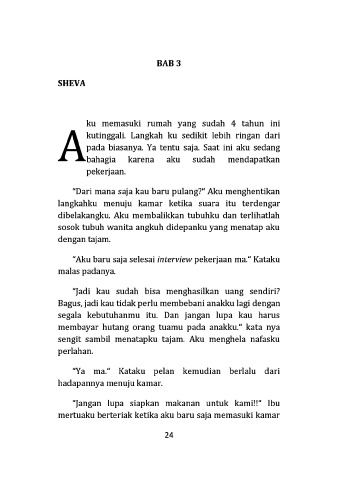 BAB 3
SHEVA
Aku memasuki rumah yang sudah 4 tahun ini
kutinggali. Langkah ku sedikit lebih ringan dari
pada biasanya. Ya tentu saja. Saat ini aku sedang
bahagia karena aku sudah mendapatkan
pekerjaan.
"Dari mana saja kau baru pulang?" Aku menghentikan
langkahku menuju kamar ketika suara itu terdengar
dibelakangku. Aku membalikkan tubuhku dan terlihatlah
sosok tubuh wanita angkuh didepanku yang menatap aku
dengan tajam.
"Aku baru saja selesai interview pekerjaan ma." Kataku
malas padanya.
"Jadi kau sudah bisa menghasilkan uang sendiri?
Bagus, jadi kau tidak perlu membebani anakku lagi dengan
segala kebutuhanmu itu. Dan jangan lupa kau harus
membayar hutang orang tuamu pada anakku." kata nya
sengit sambil menatapku tajam. Aku menghela nafasku
perlahan.
"Ya ma." Kataku pelan kemudian berlalu dari
hadapannya menuju kamar.
"Jangan lupa siapkan makanan untuk kami!!" Ibu
mertuaku berteriak ketika aku baru saja memasuki kamar
24